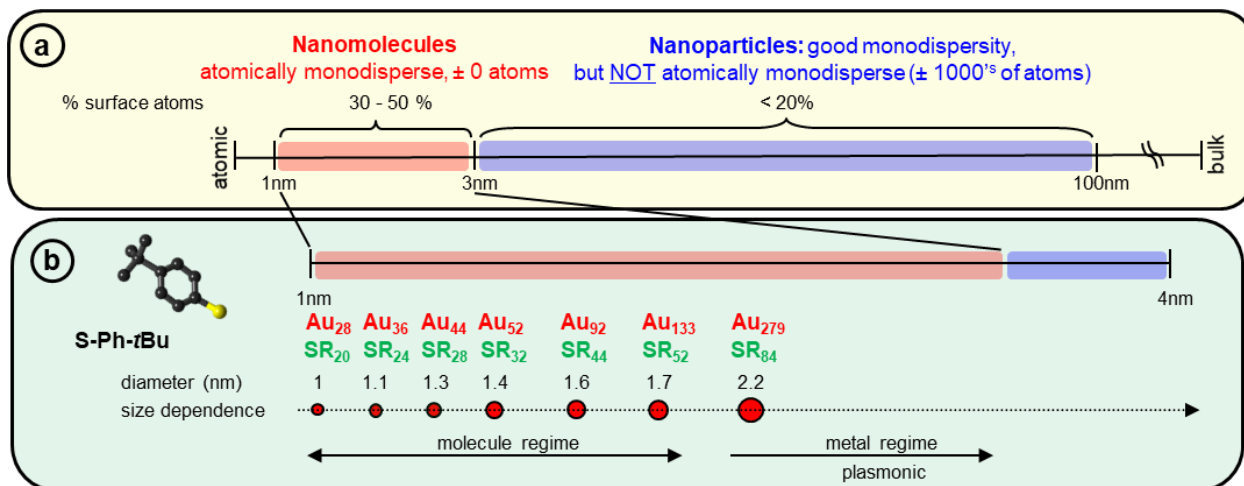 a
Nanomolecules
atomically monodisperse, ± 0 atoms
Nanoparticles: good monodispersity,
but NOT atomically monodisperse (± 1000's of atoms)
% surface atoms 30 - 50 % < 20%
atomic
bulk
1nm 3nm 100nm
b
1nm 4nm
S-Ph-tBu
Au28 Au36 Au44 Au52 Au92 Au133 Au279
SR20 SR24 SR28 SR32 SR44 SR52 SR84
diameter (nm) 1 1.1 1.3 1.4 1.6 1.7 2.2
size dependence
molecule regime metal regime
plasmonic